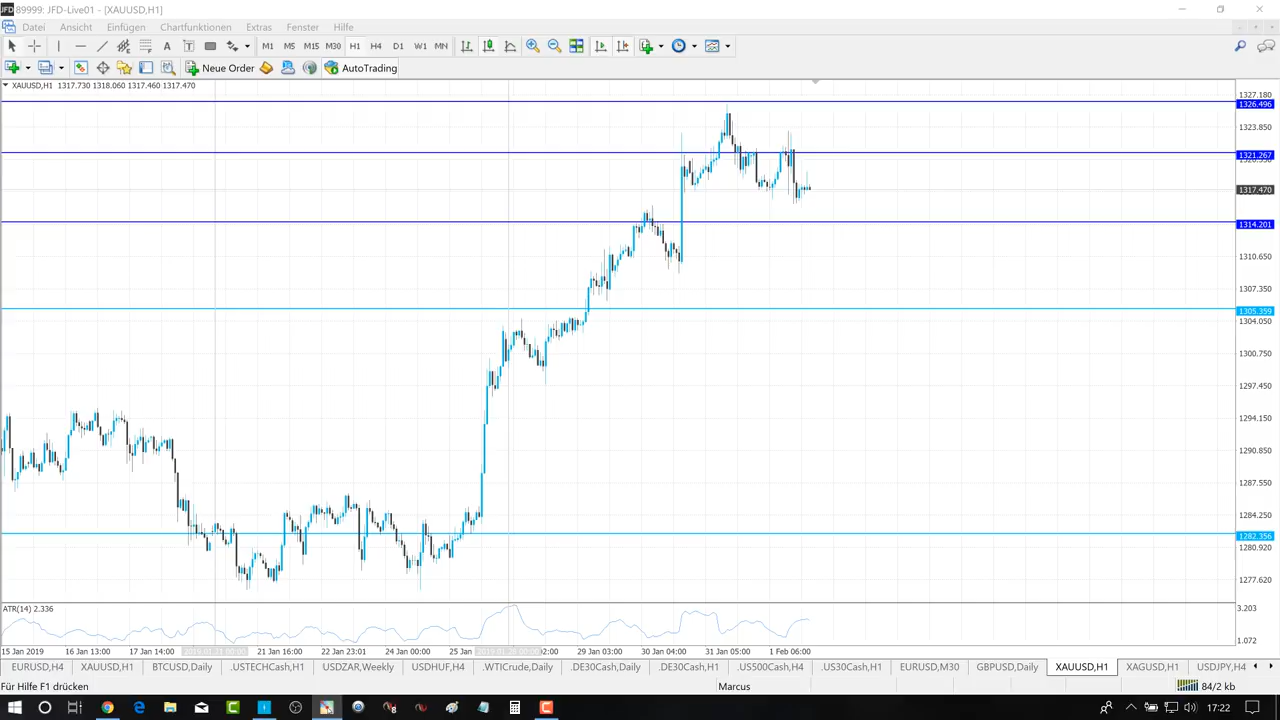 JFD 89999: JFD-Live01 - [XAUUSD,H1]
Datei Ansicht Einfügen Chartfunktionen Extras Fenster Hilfe
A T M1 M5 M15 M30 H1 H4 D1 W1 MN
Neue Order AutoTrading
XAUUSD,H1 1317.730 1318.060 1317.460 1317.470
1327.180
1326.496
1323.850
1321.267
1317.470
1314.201
1310.650
1307.350
1305.359
1304.050
1300.750
1297.450
1294.150
1290.850
1287.550
1284.250
1282.356
1280.920
1277.620
ATR(14) 2.336
3.203
1.072
15 Jan 2019 16 Jan 13:00 17 Jan 14:00 21 Jan 16:00 22 Jan 23:01 24 Jan 00:00 25 Jan 02:00 29 Jan 03:00 30 Jan 04:00 31 Jan 05:00 1 Feb 06:00
EURUSD,H4 XAUUSD,H1 BTCUSD,Daily .USTECHCash,H1 USDZAR,Weekly USDHUF,H4 .WTICrude,Daily .DE30Cash,Daily .DE30Cash,H1 .US500Cash,H4 .US30Cash,H1 EURUSD,M30 GBPUSD,Daily XAUUSD,H1 XAGUSD,H1 USDJPY,H4
Für Hilfe F1 drücken Marcus 84/2 kb
17:22